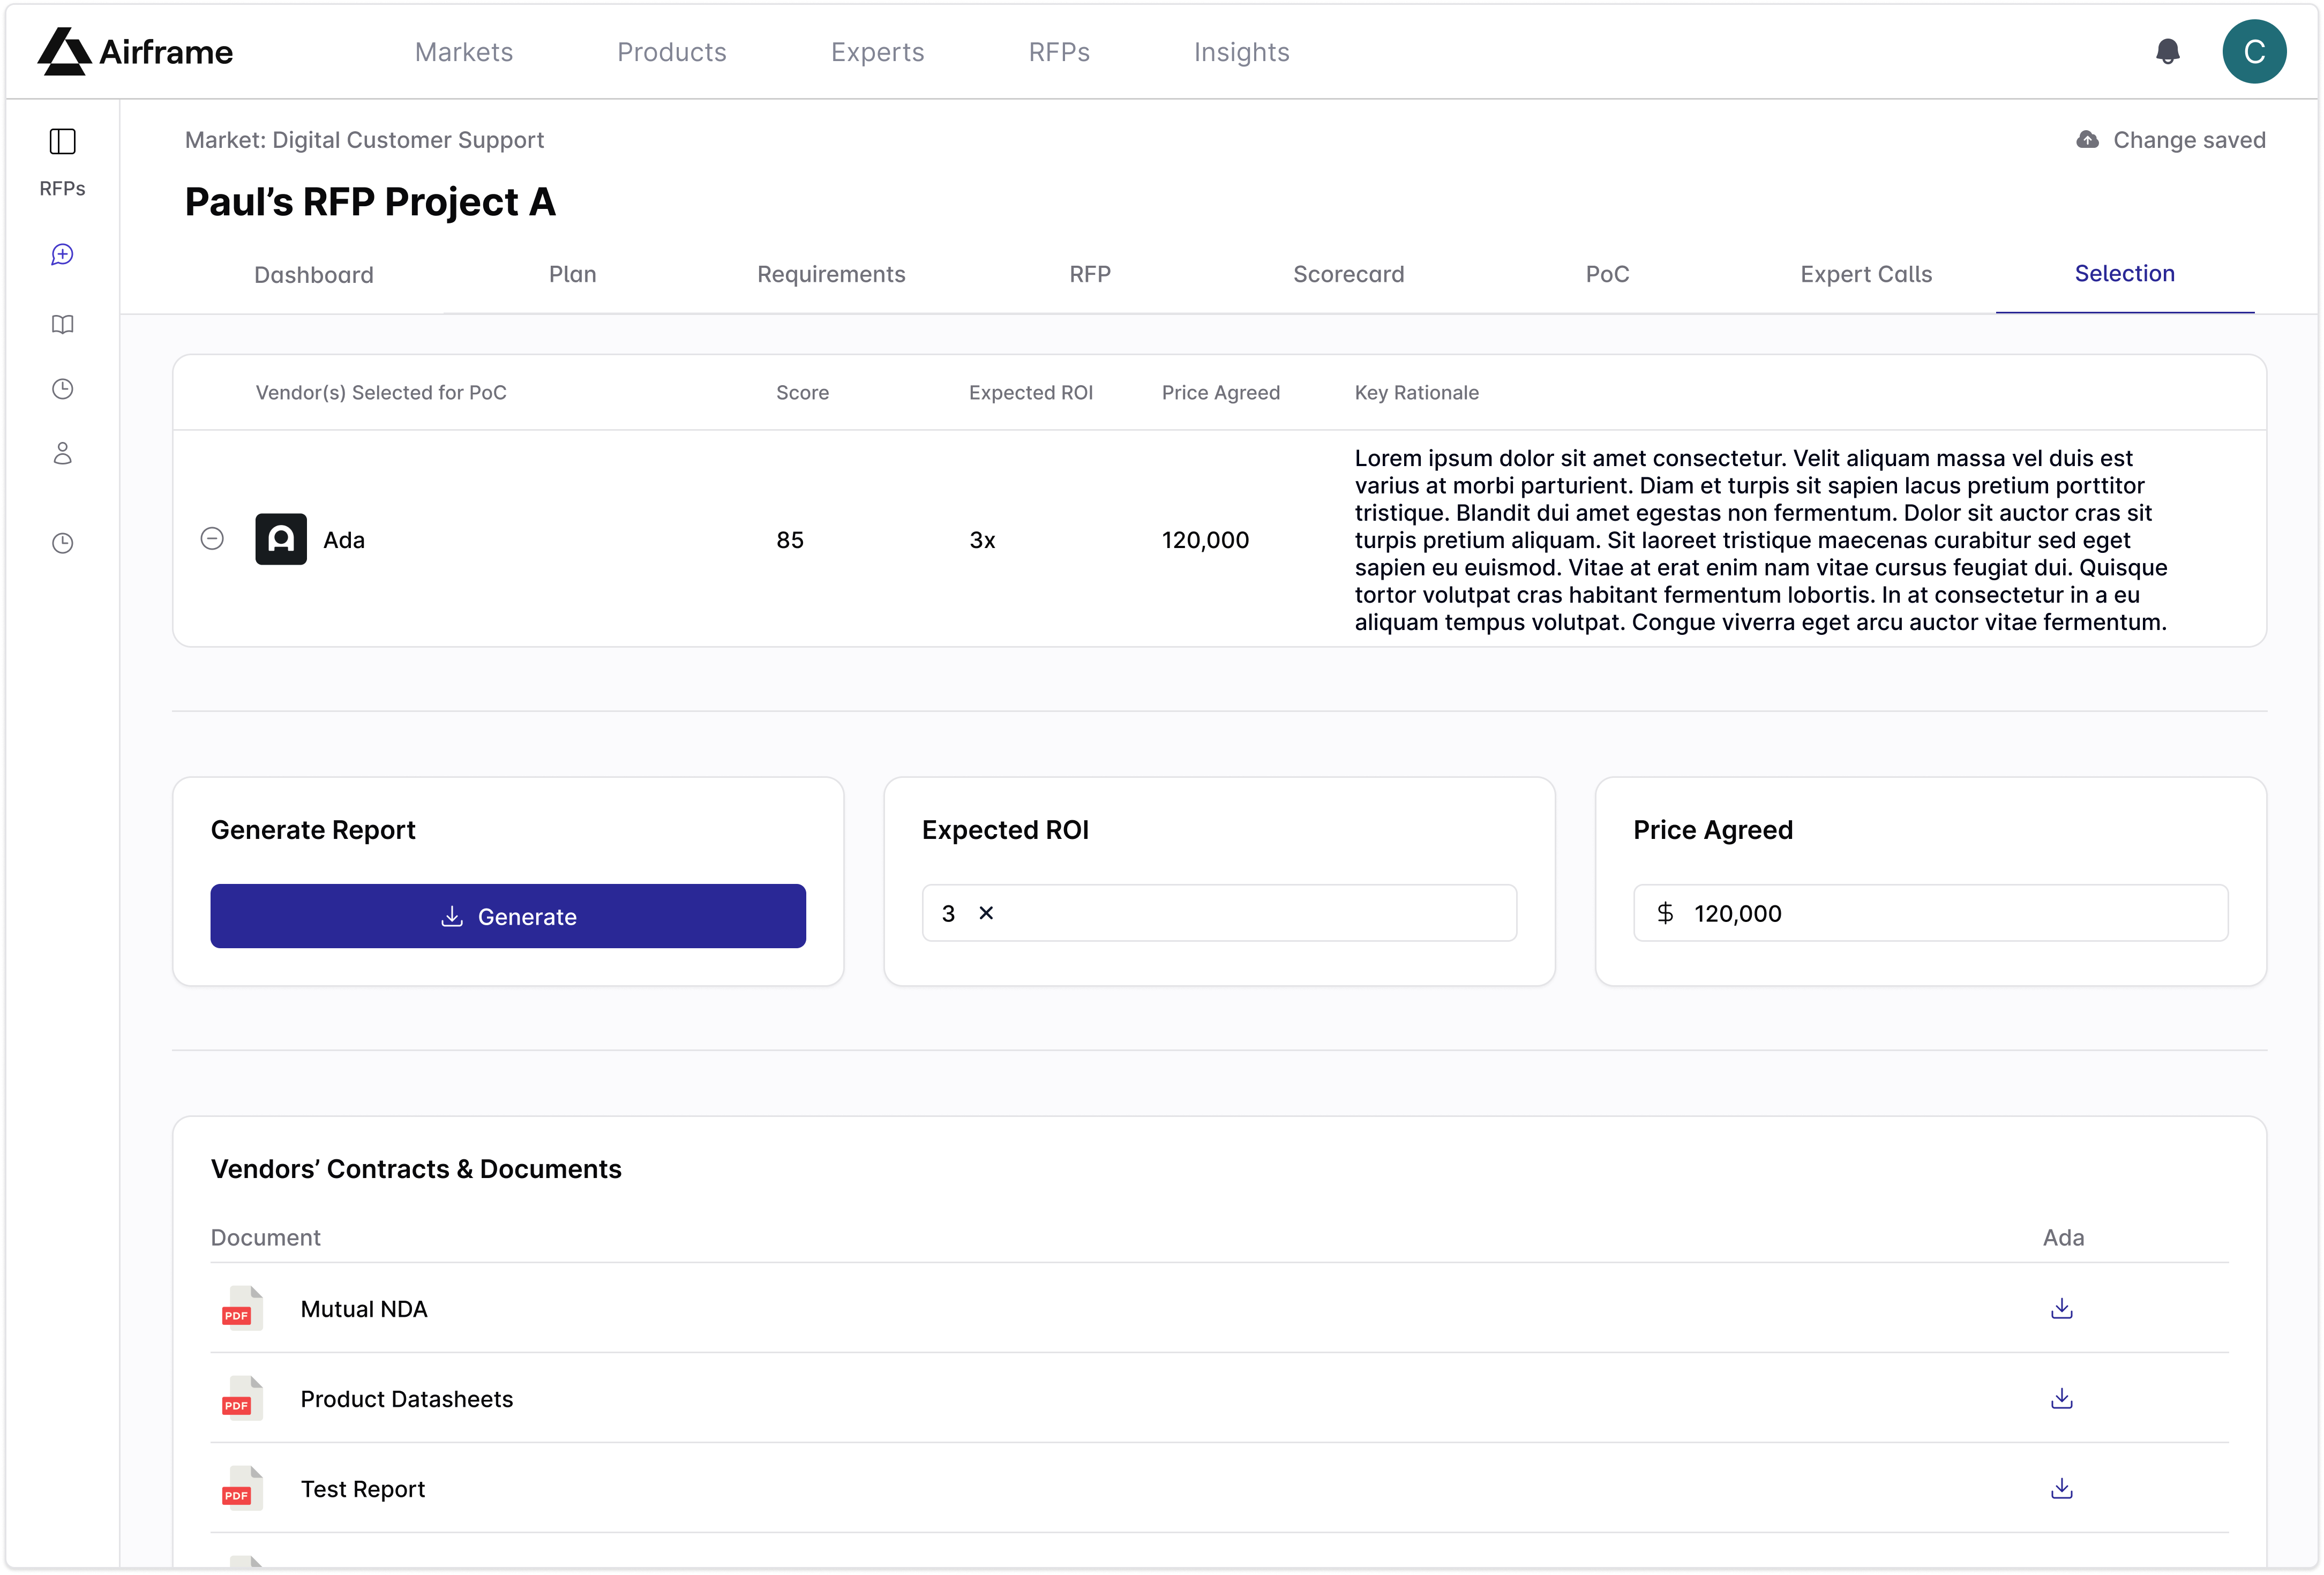 Airframe
Markets
Products
Experts
RFPs
Insights
C
RFPs
Market: Digital Customer Support
Change saved
Paul’s RFP Project A
Dashboard
Plan
Requirements
RFP
Scorecard
PoC
Expert Calls
Selection
Vendor(s) Selected for PoC
Score
Expected ROI
Price Agreed
Key Rationale
Ada
85
3x
120,000
Lorem ipsum dolor sit amet consectetur. Velit aliquam massa vel duis est
varius at morbi parturient. Diam et turpis sit sapien lacus pretium porttitor
tristique. Blandit dui amet egestas non fermentum. Dolor sit auctor cras sit
turpis pretium aliquam. Sit laoreet tristique maecenas curabitur sed eget
sapien eu euismod. Vitae at erat enim nam vitae cursus feugiat dui. Quisque
tortor volutpat cras habitant fermentum lobortis. In at consectetur in a eu
aliquam tempus volutpat. Congue viverra eget arcu auctor vitae fermentum.
Generate Report
Generate
Expected ROI
3 ×
Price Agreed
$ 120,000
Vendors’ Contracts & Documents
Document
Ada
PDF
Mutual NDA
PDF
Product Datasheets
PDF
Test Report